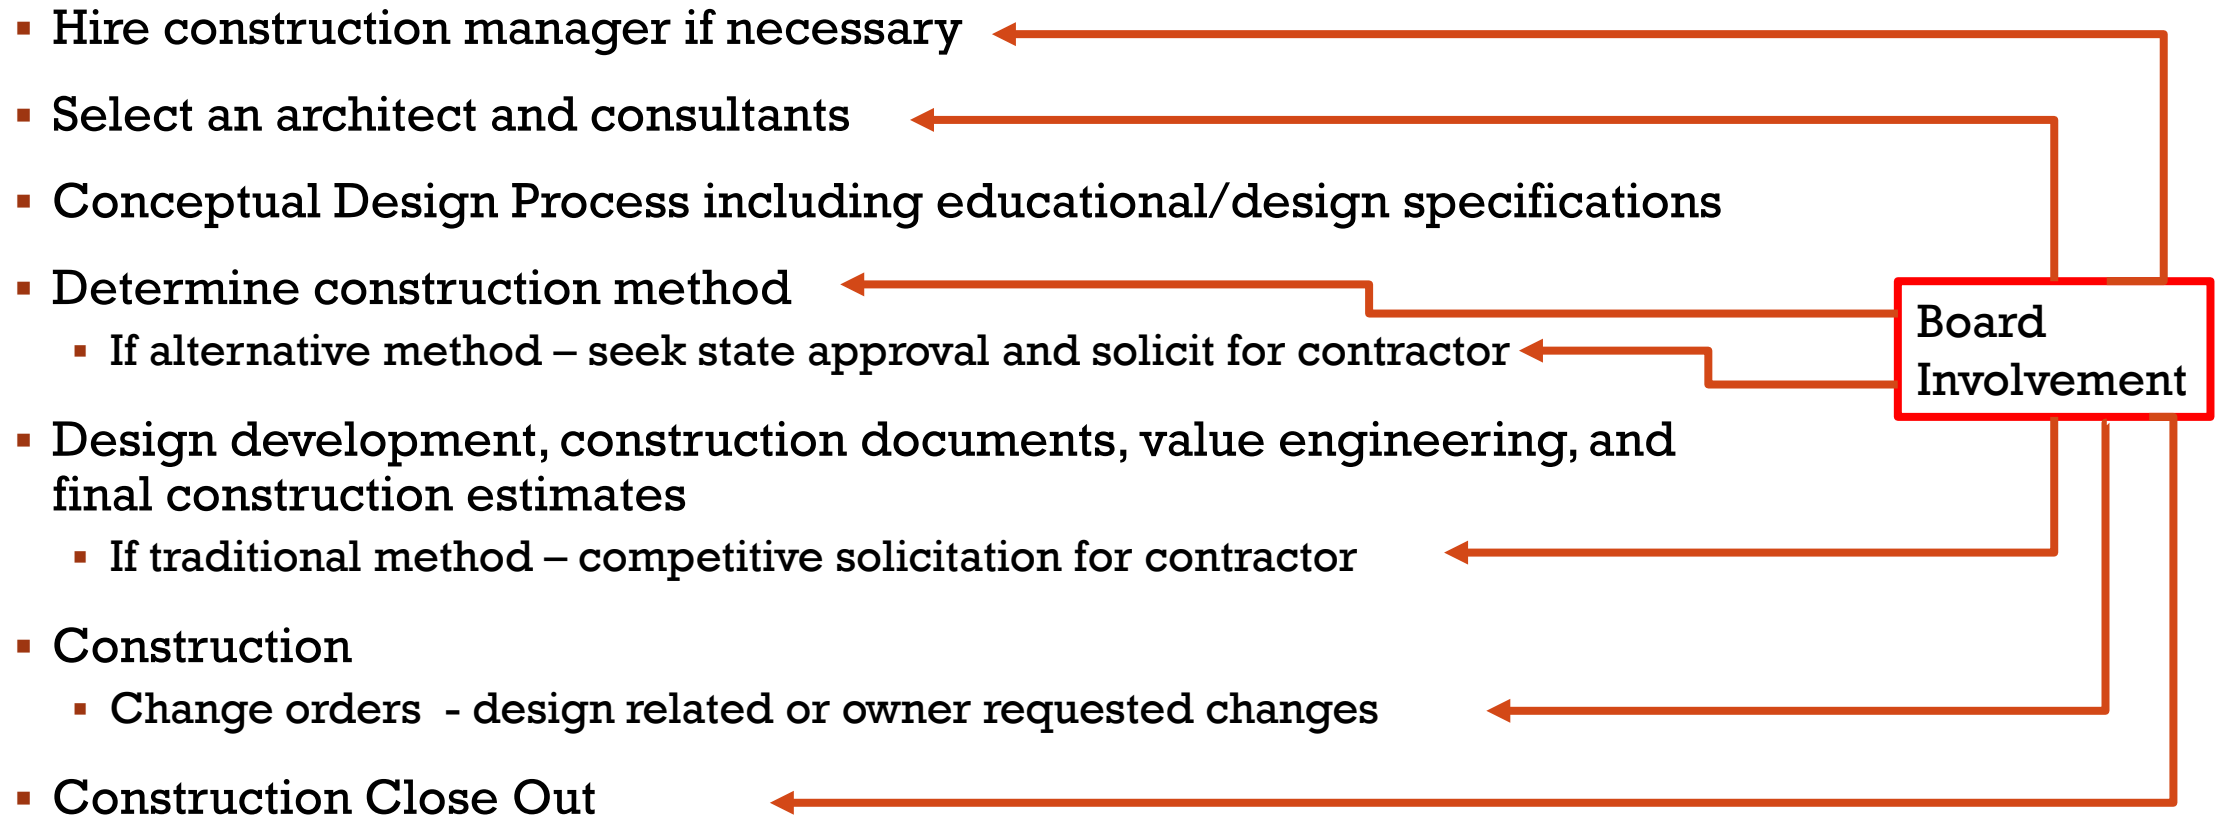 Hire construction manager if necessary
Select an architect and consultants
Conceptual Design Process including educational/design specifications
Determine construction method
If alternative method – seek state approval and solicit for contractor
Board
Involvement
Design development, construction documents, value engineering, and
final construction estimates
If traditional method – competitive solicitation for contractor
Construction
Change orders  - design related or owner requested changes
Construction Close Out